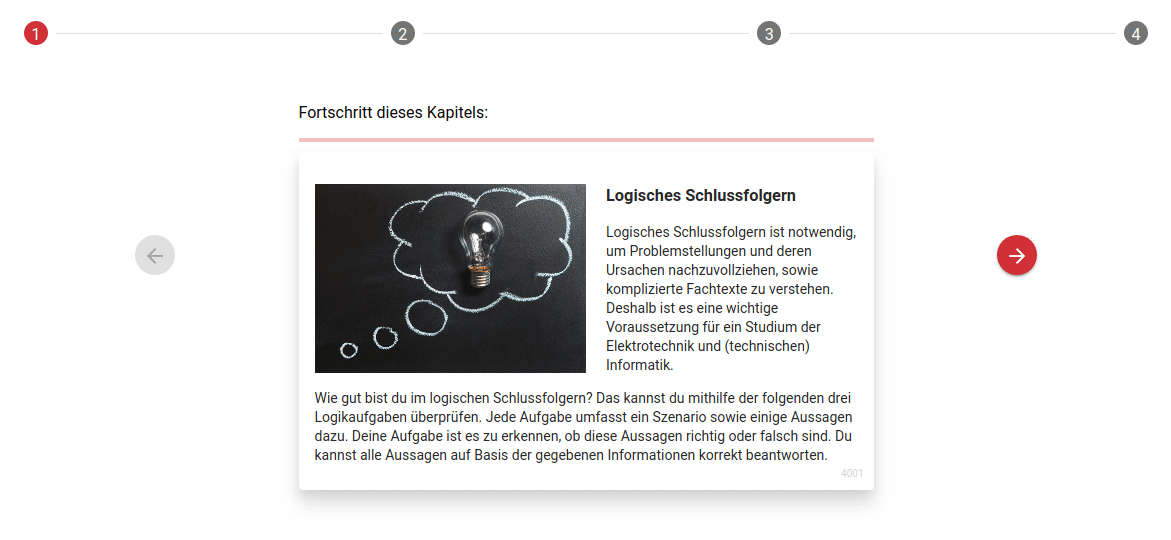 1 2 3 4
Fortschritt dieses Kapitels:
Logisches Schlussfolgern
Logisches Schlussfolgern ist notwendig,
um Problemstellungen und deren
Ursachen nachzuvollziehen, sowie
komplizierte Fachtexte zu verstehen.
Deshalb ist es eine wichtige
Voraussetzung für ein Studium der
Elektrotechnik und (technischen)
Informatik.
Wie gut bist du im logischen Schlussfolgern? Das kannst du mithilfe der folgenden drei
Logikaufgaben überprüfen. Jede Aufgabe umfasst ein Szenario sowie einige Aussagen
dazu. Deine Aufgabe ist es zu erkennen, ob diese Aussagen richtig oder falsch sind. Du
kannst alle Aussagen auf Basis der gegebenen Informationen korrekt beantworten.
4001